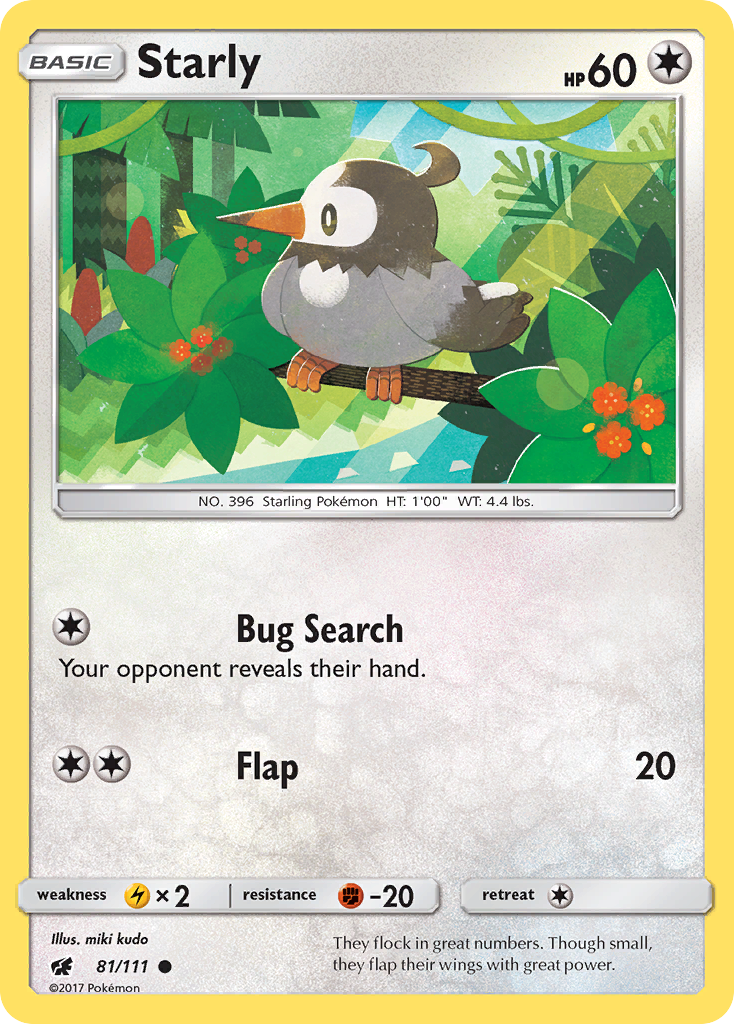 BASIC Starly HP60
NO. 396 Starling Pokémon HT: 1'00" WT: 4.4 lbs.
Bug Search
Your opponent reveals their hand.
Flap 20
weakness ×2 resistance -20 retreat
Illus. miki kudo
81/111
©2017 Pokémon
They flock in great numbers. Though small,
they flap their wings with great power.